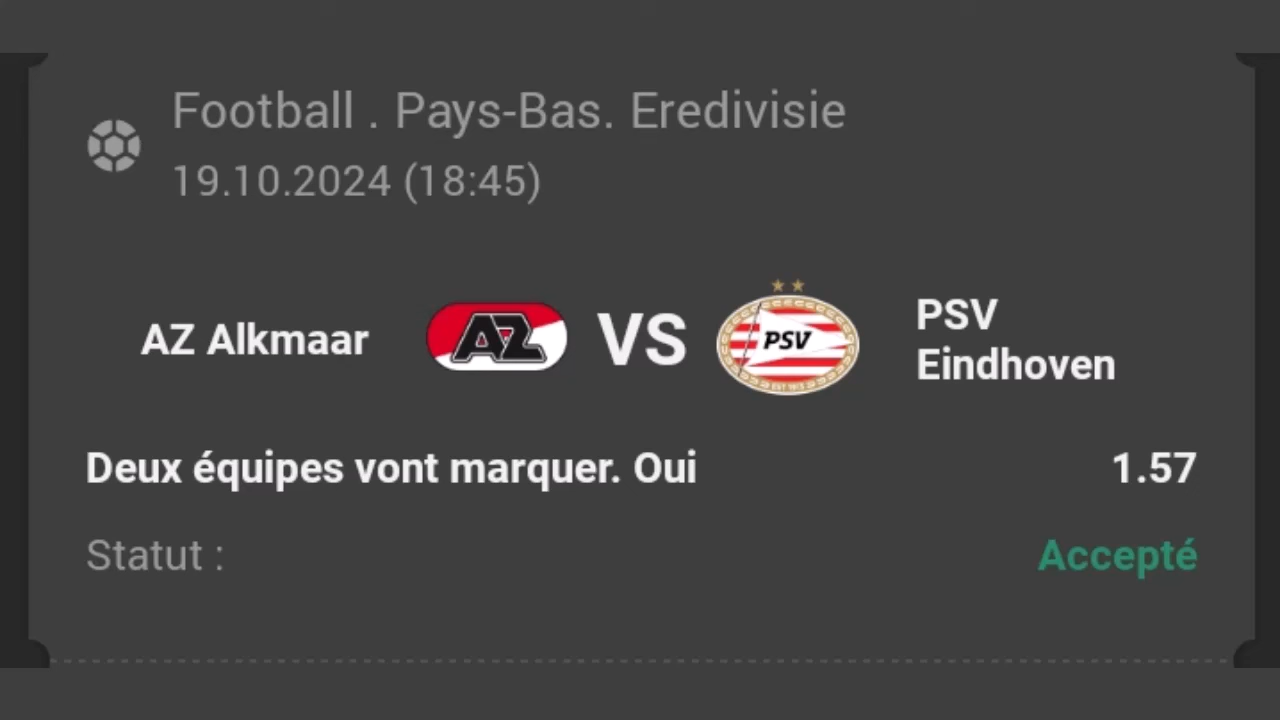 Football . Pays-Bas. Eredivisie
19.10.2024 (18:45)
AZ Alkmaar AZ VS PSV PSV Eindhoven
Deux équipes vont marquer. Oui 1.57
Statut : Accepté